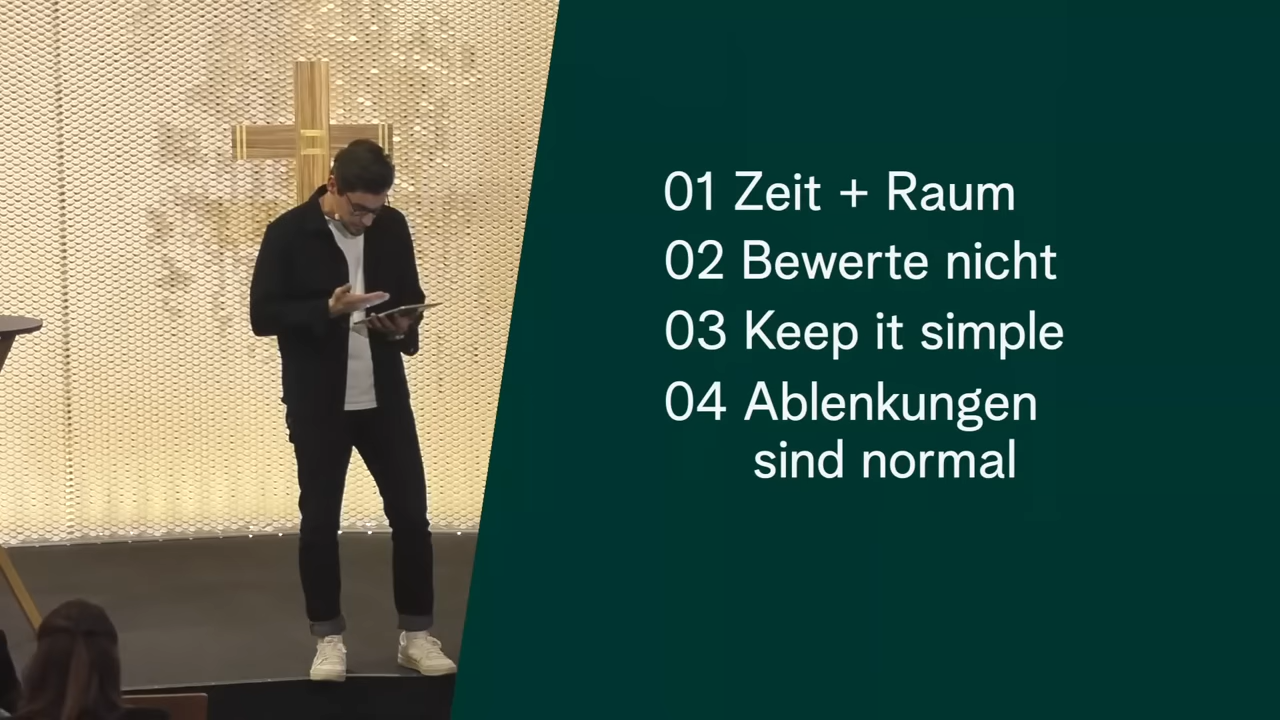 01 Zeit + Raum
02 Bewerte nicht
03 Keep it simple
04 Ablenkungen
sind normal